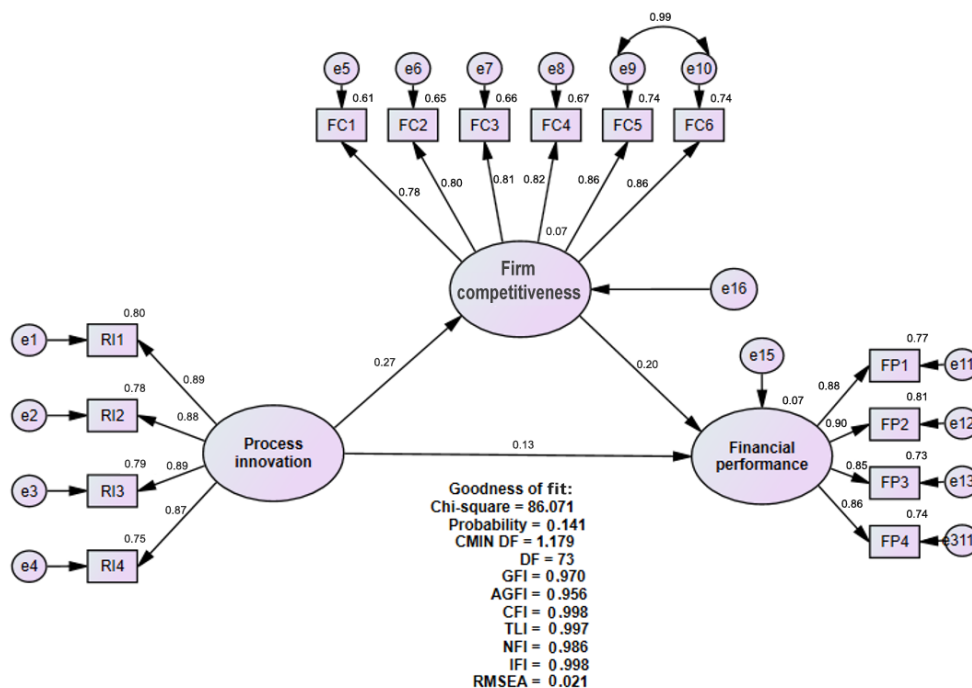 0.99
e5 e6 e7 e8 e9 e10
0.61 0.65 0.66 0.67 0.74 0.74
FC1 FC2 FC3 FC4 FC5 FC6
0.78 0.80 0.81 0.82 0.86 0.86
0.07
Firm
competitiveness
e16
0.80
e1 RI1
0.89
0.78
e2 RI2
0.88
0.79
e3 RI3
0.89
0.75
e4 RI4
0.87
Process
innovation
0.27
0.20
0.13
e15
0.07
Financial
performance
0.77
0.88 FP1 e11
0.81
0.90 FP2 e12
0.73
0.85 FP3 e13
0.74
0.86 FP4 e311
Goodness of fit:
Chi-square = 86.071
Probability = 0.141
CMIN DF = 1.179
DF = 73
GFI = 0.970
AGFI = 0.956
CFI = 0.998
TLI = 0.997
NFI = 0.986
IFI = 0.998
RMSEA = 0.021